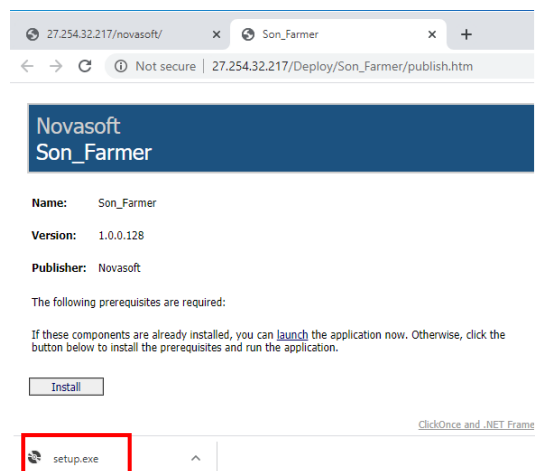 27.254.32.217/novasoft/
Son_Farmer
Not secure | 27.254.32.217/Deploy/Son_Farmer/publish.htm
Novasoft
Son_Farmer
Name: Son_Farmer
Version: 1.0.0.128
Publisher: Novasoft
The following prerequisites are required:
If these components are already installed, you can launch the application now. Otherwise, click the
button below to install the prerequisites and run the application.
Install
ClickOnce and .NET Frame
setup.exe